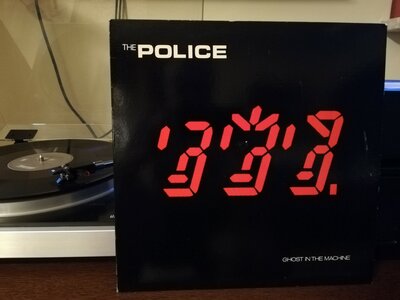 THE POLICE
GHOST IN THE MACHINE